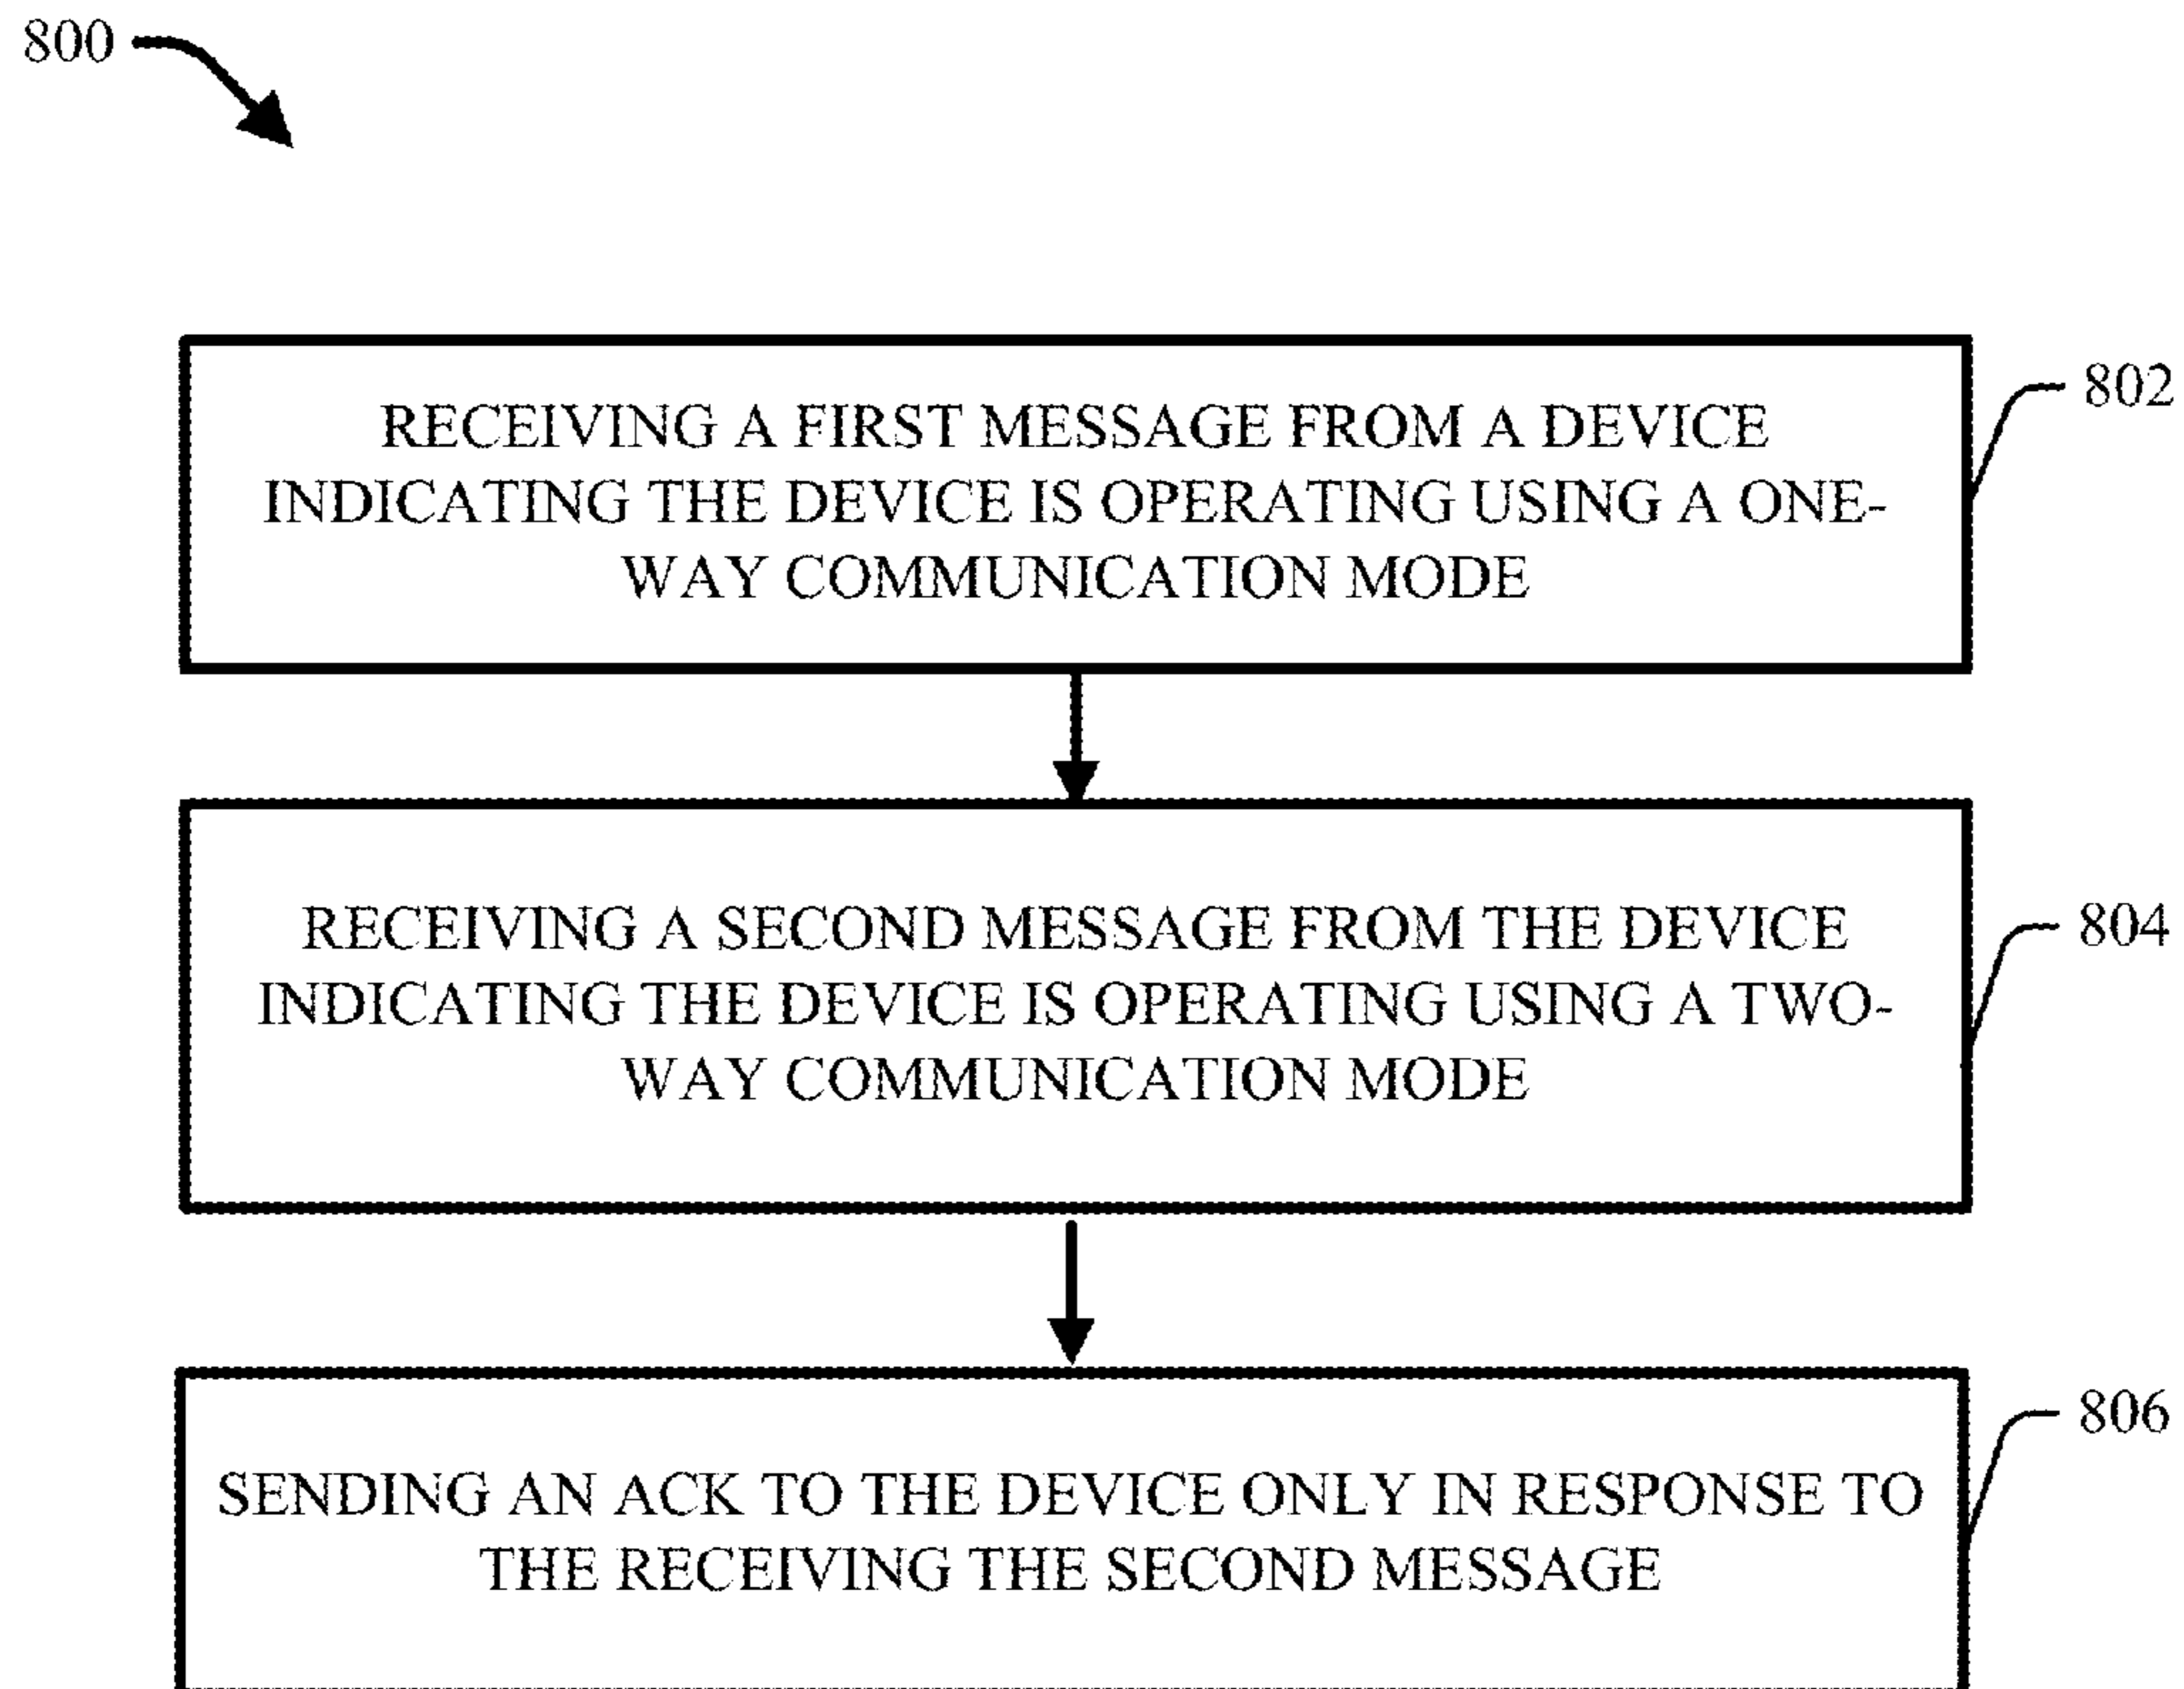 800
RECEIVING A FIRST MESSAGE FROM A DEVICE
INDICATING THE DEVICE IS OPERATING USING A ONE-
WAY COMMUNICATION MODE
802
RECEIVING A SECOND MESSAGE FROM THE DEVICE
INDICATING THE DEVICE IS OPERATING USING A TWO-
WAY COMMUNICATION MODE
804
SENDING AN ACK TO THE DEVICE ONLY IN RESPONSE TO
THE RECEIVING THE SECOND MESSAGE
806